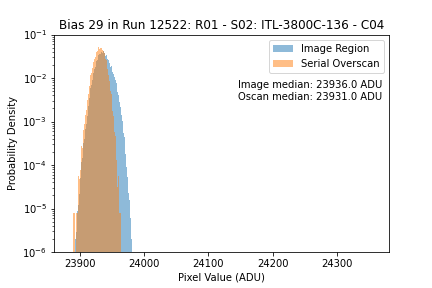 Bias 29 in Run 12522: R01 - S02: ITL-3800C-136 - C04
Image Region
Serial Overscan
Image median: 23936.0 ADU
Oscan median: 23931.0 ADU
Probability Density
10⁻¹
10⁻²
10⁻³
10⁻⁴
10⁻⁵
10⁻⁶
23900 24000 24100 24200 24300
Pixel Value (ADU)